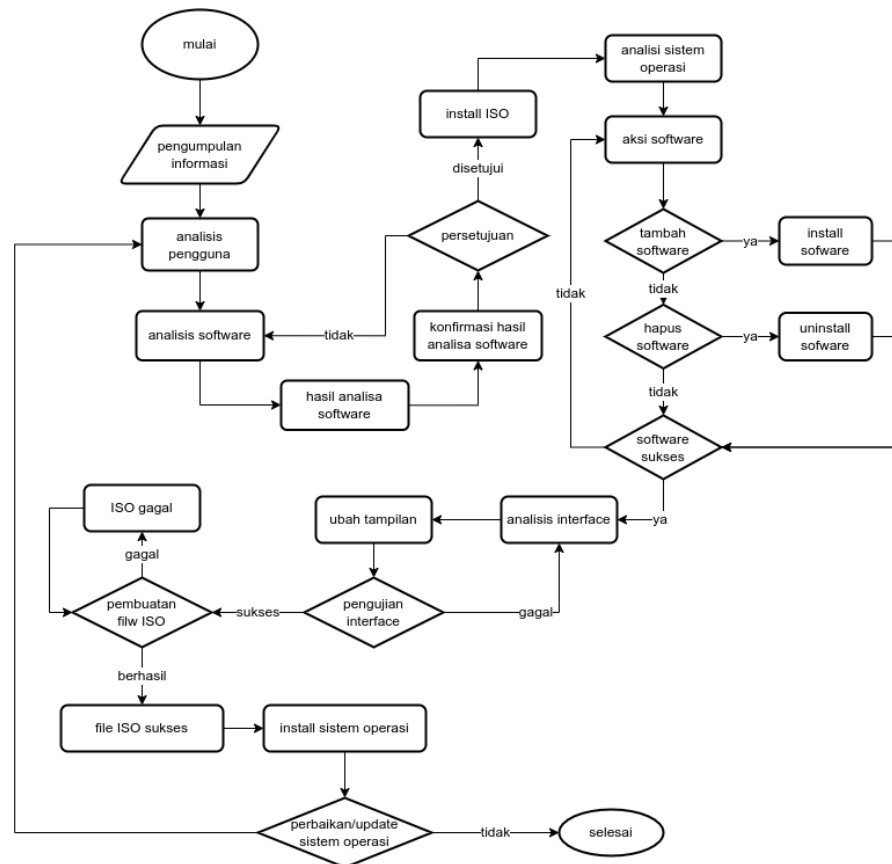 mulai
pengumpulan
informasi
analisis
pengguna
analisis software
hasil analisa
software
konfirmasi hasil
analisa software
persetujuan
tidak
disetujui
install ISO
analisi sistem
operasi
aksi software
tambah
software
ya
install
sofware
tidak
hapus
software
ya
uninstall
sofware
tidak
software
sukses
tidak
ya
analisis interface
ubah tampilan
pengujian
interface
gagal
sukses
pembuatan
filw ISO
gagal
ISO gagal
berhasil
file ISO sukses
install sistem operasi
perbaikan/update
sistem operasi
tidak
selesai